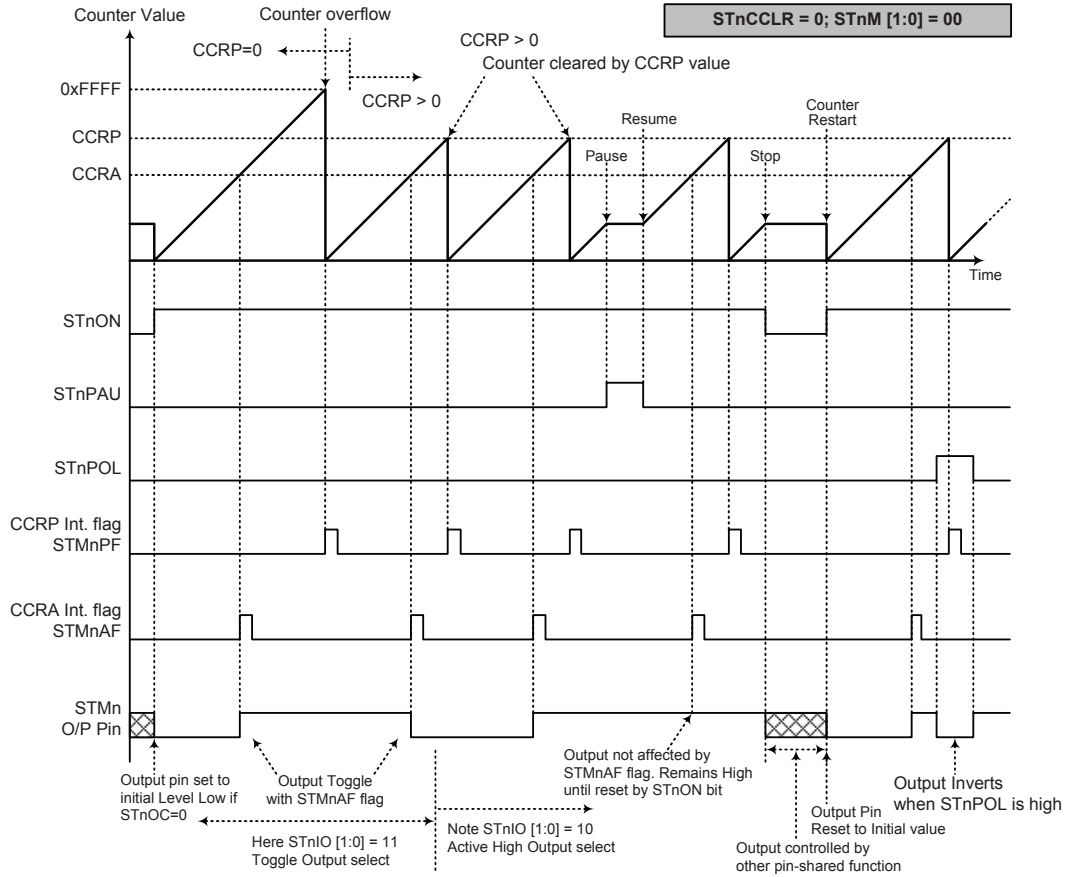 Counter Value
Counter overflow
STnCCLR = 0; STnM [1:0] = 00
CCRP=0
CCRP > 0
CCRP > 0
Counter cleared by CCRP value
0xFFFF
CCRP
CCRA
Pause
Resume
Stop
Counter
Restart
Time
STnON
STnPAU
STnPOL
CCRP Int. flag
STMnPF
CCRA Int. flag
STMnAF
STMn
O/P Pin
Output pin set to
initial Level Low if
STnOC=0
Output Toggle
with STMnAF flag
Here STnIO [1:0] = 11
Toggle Output select
Note STnIO [1:0] = 10
Active High Output select
Output not affected by
STMnAF flag. Remains High
until reset by STnON bit
Output controlled by
other pin-shared function
Output Pin
Reset to Initial value
Output Inverts
when STnPOL is high